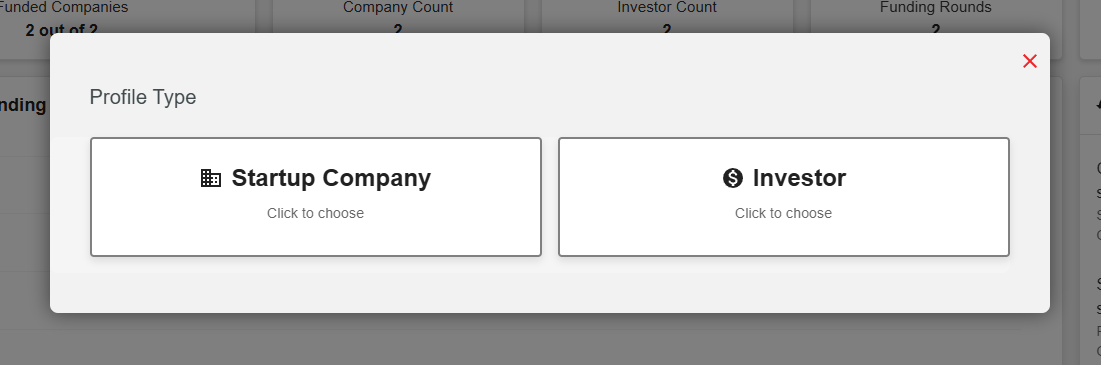 Funded Companies
2 out of 2
Company Count
2
Investor Count
2
Funding Rounds
2
nding
Profile Type
Startup Company
Click to choose
Investor
Click to choose